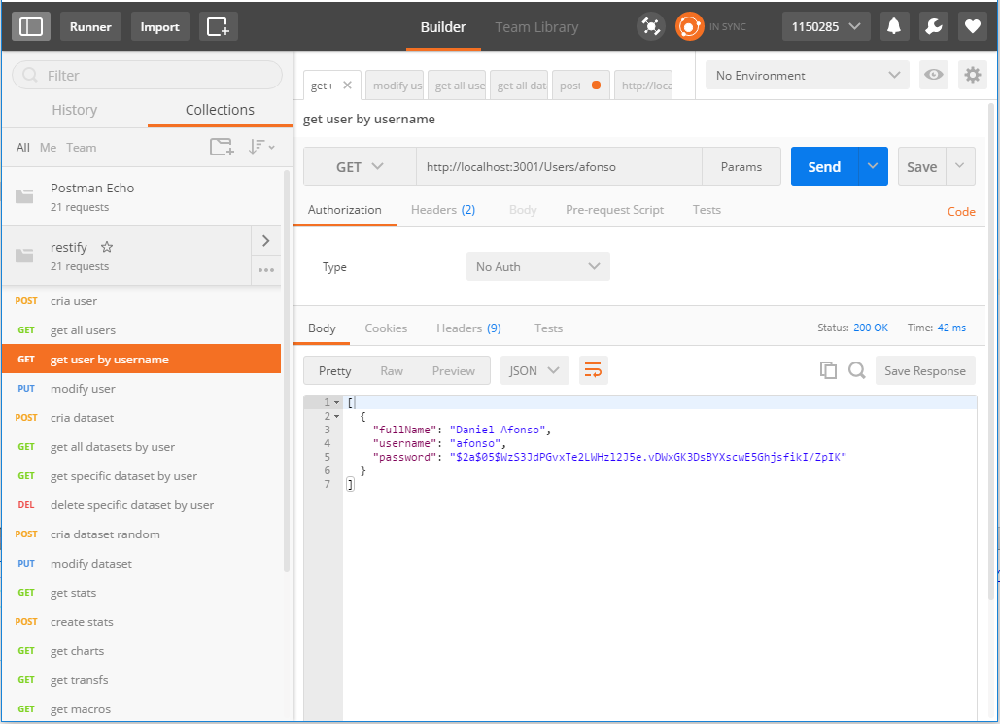 Runner
Import
Builder
Team Library
IN SYNC
1150285
Filter
History
Collections
All
Me
Team
Postman Echo
21 requests
restify
21 requests
POST cria user
GET get all users
GET get user by username
PUT modify user
POST cria dataset
GET get all datasets by user
GET get specific dataset by user
DEL delete specific dataset by user
POST cria dataset random
PUT modify dataset
GET get stats
POST create stats
GET get charts
GET get transfs
GET get macros
get u
modify us
get all use
get all dat
post
http://loca
No Environment
get user by username
GET
http://localhost:3001/Users/afonso
Params
Send
Save
Authorization
Headers (2)
Body
Pre-request Script
Tests
Code
Type
No Auth
Body
Cookies
Headers (9)
Tests
Status: 200 OK
Time: 42 ms
Pretty
Raw
Preview
JSON
Save Response
1 [
2 {
3 "fullName": "Daniel Afonso",
4 "username": "afonso",
5 "password": "$2a$05$WzS3JdPGvxTe2LWHzl2J5e.vDWxGK3DsBYXscwE5GhjsfikI/ZpIK"
6 }
7 ]